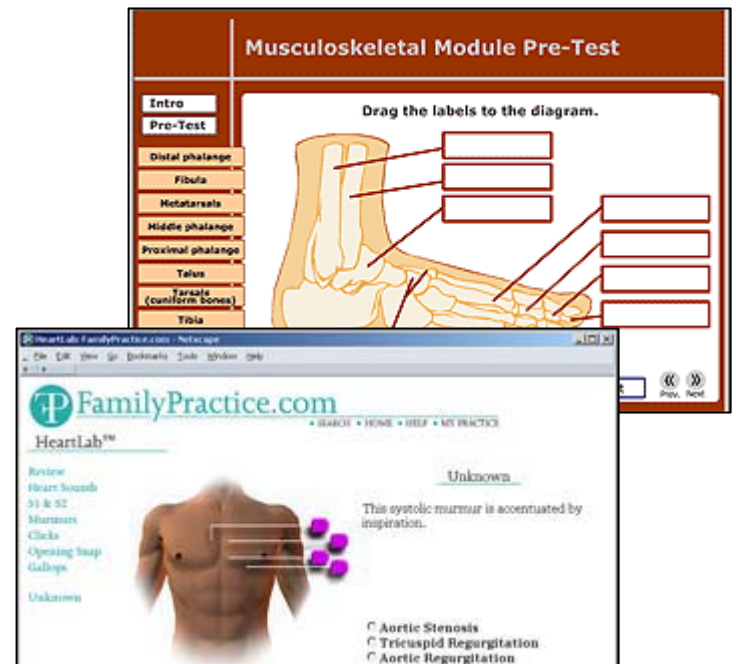 Musculoskeletal Module Pre-Test
Intro
Pre-Test
Drag the labels to the diagram.
Distal phalange
Fibula
Metatarsals
Middle phalange
Proximal phalange
Talus
Tarsals
(cuniform bones)
Tibia
Prev. Next
HeartLab FamilyPractice.com - Netscape
File Edit View Go Bookmarks Tools Window Help
FP FamilyPractice.com
• SEARCH • HOME • HELP • MY PRACTICE
HeartLab™
Review
Heart Sounds
S1 & S2
Murmurs
Clicks
Opening Snap
Gallops
Unknown
Unknown
This systolic murmur is accentuated by
inspiration.
Aortic Stenosis
Tricuspid Regurgitation
Aortic Regurgitation